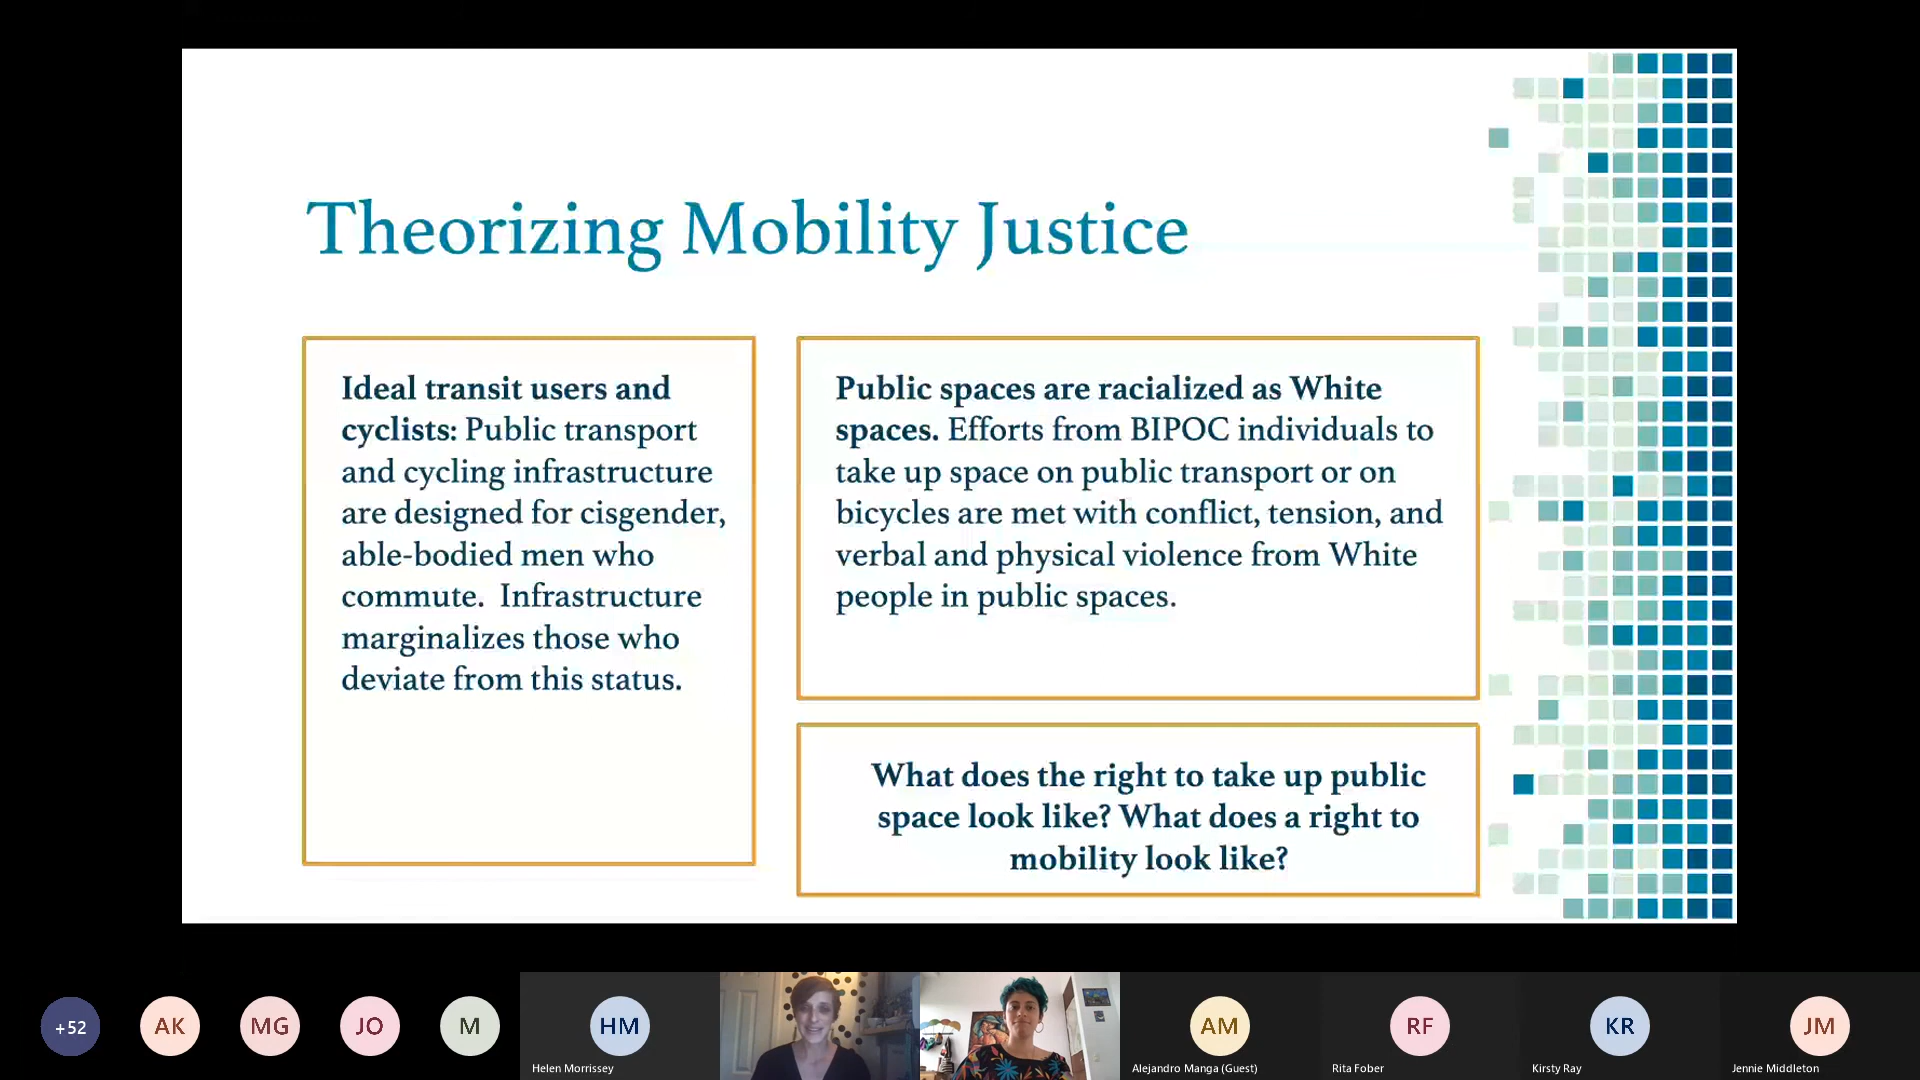 Theorizing Mobility Justice
Ideal transit users and
cyclists: Public transport
and cycling infrastructure
are designed for cisgender,
able-bodied men who
commute.  Infrastructure
marginalizes those who
deviate from this status.
Public spaces are racialized as White
spaces. Efforts from BIPOC individuals to
take up space on public transport or on
bicycles are met with conflict, tension, and
verbal and physical violence from White
people in public spaces.
What does the right to take up public
space look like? What does a right to
mobility look like?
+52
AK
MG
JO
M
HM
Helen Morrissey
AM
Alejandro Manga (Guest)
RF
Rita Fober
KR
Kirsty Ray
JM
Jennie Middleton